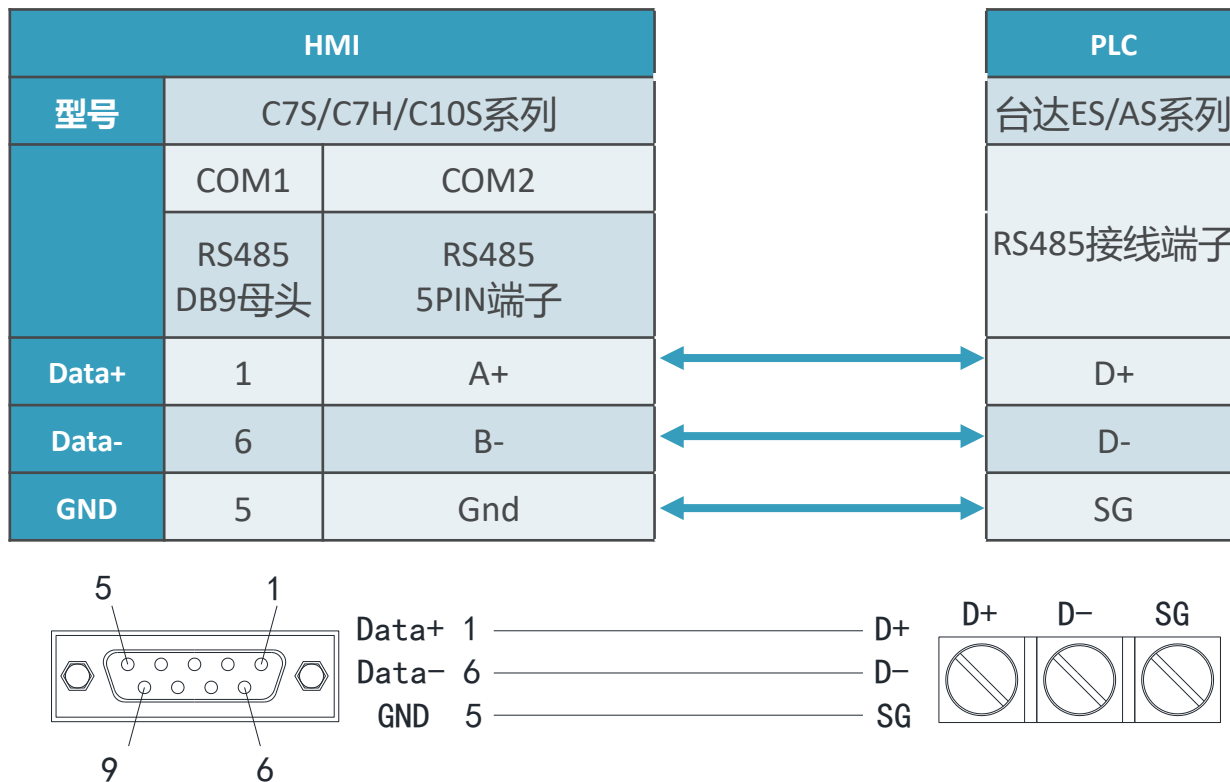 HMI
PLC
型号
C7S/C7H/C10S系列
台达ES/AS系列
COM1
COM2
RS485
DB9母头
RS485
5PIN端子
RS485接线端子
Data+
1
A+
D+
Data-
6
B-
D-
GND
5
Gnd
SG
5
1
9
6
Data+ 1
D+
Data- 6
D-
GND 5
SG
D+
D-
SG